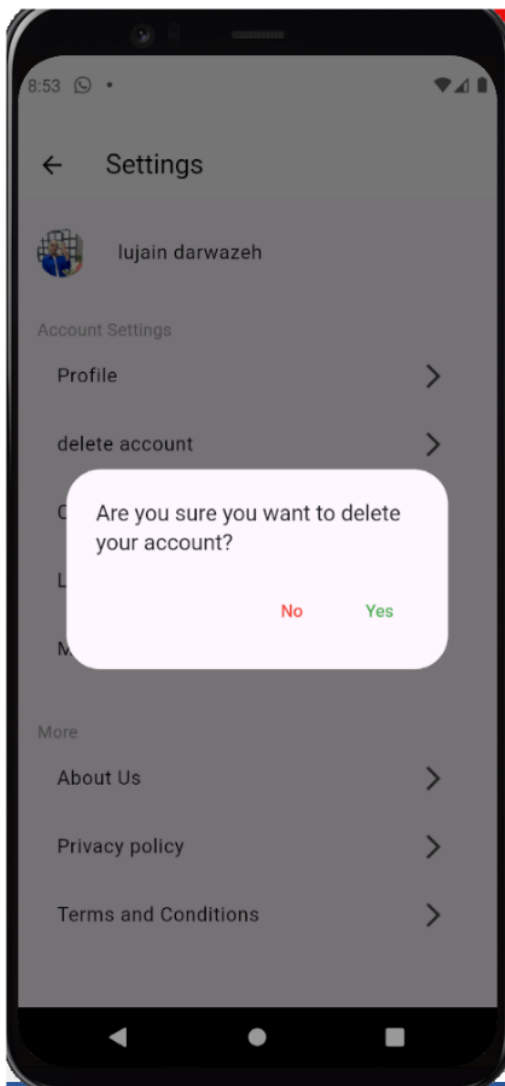 8:53
Settings
lujain darwazeh
Account Settings
Profile
delete account
Are you sure you want to delete
your account?
No Yes
More
About Us
Privacy policy
Terms and Conditions